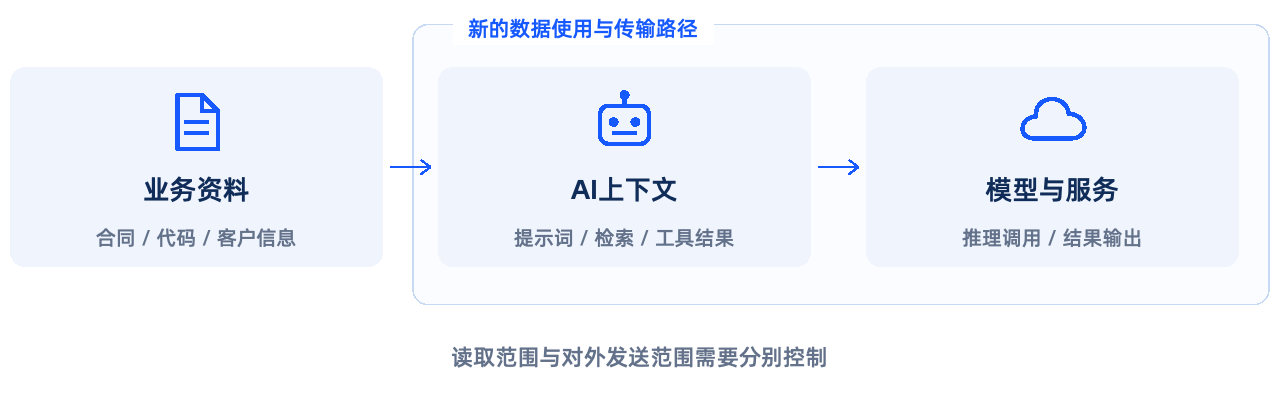 新的数据使用与传输路径
业务资料
合同 / 代码 / 客户信息
AI上下文
提示词 / 检索 / 工具结果
模型与服务
推理调用 / 结果输出
读取范围与对外发送范围需要分别控制